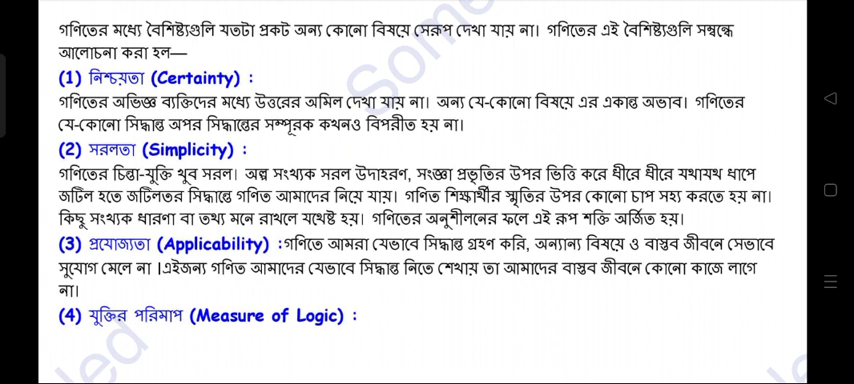 গণিতের মধ্যে বৈশিষ্ট্যগুলি যতটা প্রকট অন্য কোনো বিষয়ে সেরূপ দেখা যায় না। গণিতের এই বৈশিষ্ট্যগুলি সম্বন্ধে
আলোচনা করা হল—
(1) নিশ্চয়তা (Certainty) :
গণিতের অভিজ্ঞ ব্যক্তিদের মধ্যে উত্তরের অমিল দেখা যায় না। অন্য যে-কোনো বিষয়ে এর একান্ত অভাব। গণিতের
যে-কোনো সিদ্ধান্ত অপর সিদ্ধান্তের সম্পূরক কখনও বিপরীত হয় না।
(2) সরলতা (Simplicity) :
গণিতের চিন্তা-যুক্তি খুব সরল। অল্প সংখ্যক সরল উদাহরণ, সংজ্ঞা প্রভৃতির উপর ভিত্তি করে ধীরে ধীরে যথাযথ ধাপে
জটিল হতে জটিলতর সিদ্ধান্তে গণিত আমাদের নিয়ে যায়। গণিত শিক্ষার্থীর স্মৃতির উপর কোনো চাপ সহ্য করতে হয় না।
কিছু সংখ্যক ধারণা বা তথ্য মনে রাখলে যথেষ্ট হয়। গণিতের অনুশীলনের ফলে এই রূপ শক্তি অর্জিত হয়।
(3) প্রযোজ্যতা (Applicability) :গণিতে আমরা যেভাবে সিদ্ধান্ত গ্রহণ করি, অন্যান্য বিষয়ে ও বাস্তব জীবনে সেভাবে
সুযোগ মেলে না ।এইজন্য গণিত আমাদের যেভাবে সিদ্ধান্ত নিতে শেখায় তা আমাদের বাস্তব জীবনে কোনো কাজে লাগে
না।
(4) যুক্তির পরিমাপ (Measure of Logic) :